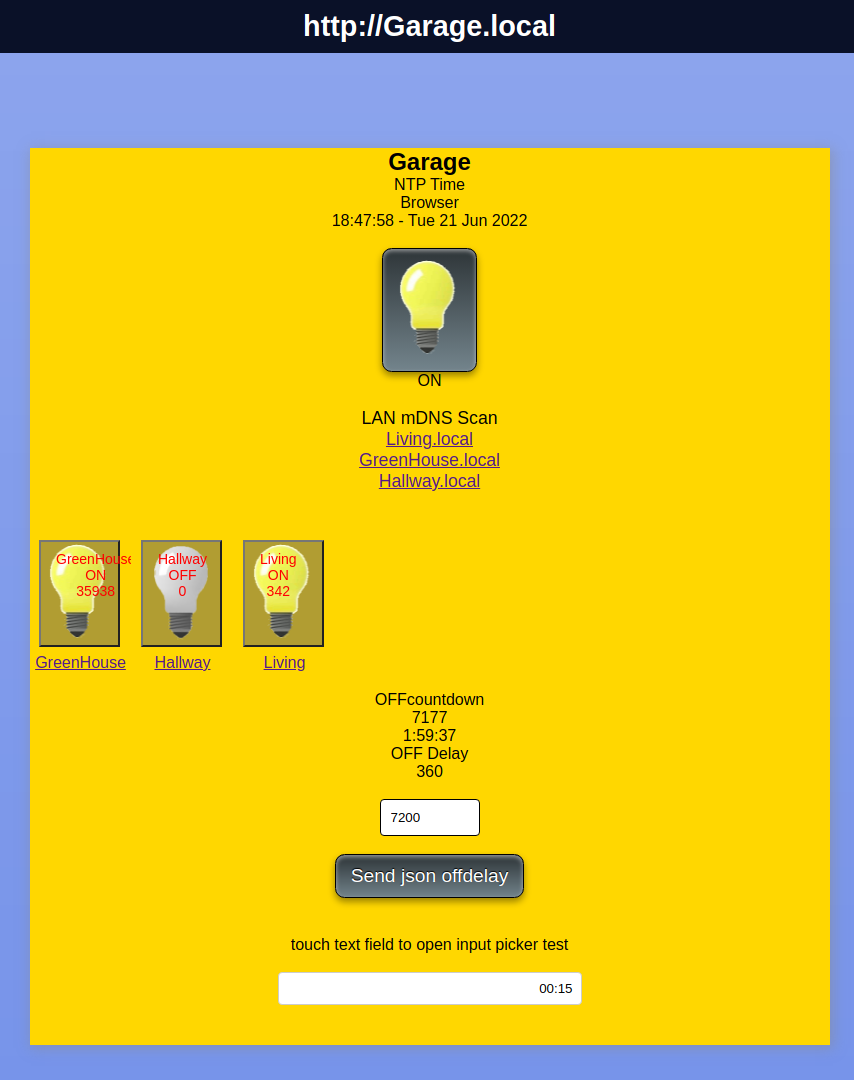 http://Garage.local
Garage
NTP Time
Browser
18:47:58 - Tue 21 Jun 2022
ON
LAN mDNS Scan
Living.local
GreenHouse.local
Hallway.local
GreenHouse
ON
35938
GreenHouse
Hallway
OFF
0
Hallway
Living
ON
342
Living
OFFcountdown
7177
1:59:37
OFF Delay
360
7200
Send json offdelay
touch text field to open input picker test
00:15